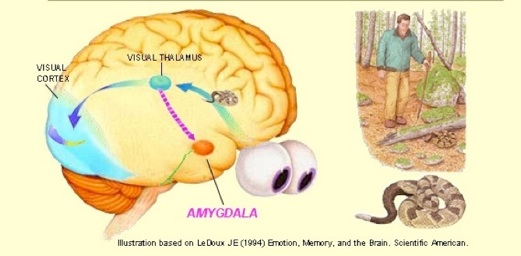 VISUAL THALAMUS
VISUAL
CORTEX
AMYGDALA
Illustration based on LeDoux JE (1994) Emotion, Memory, and the Brain. Scientific American.